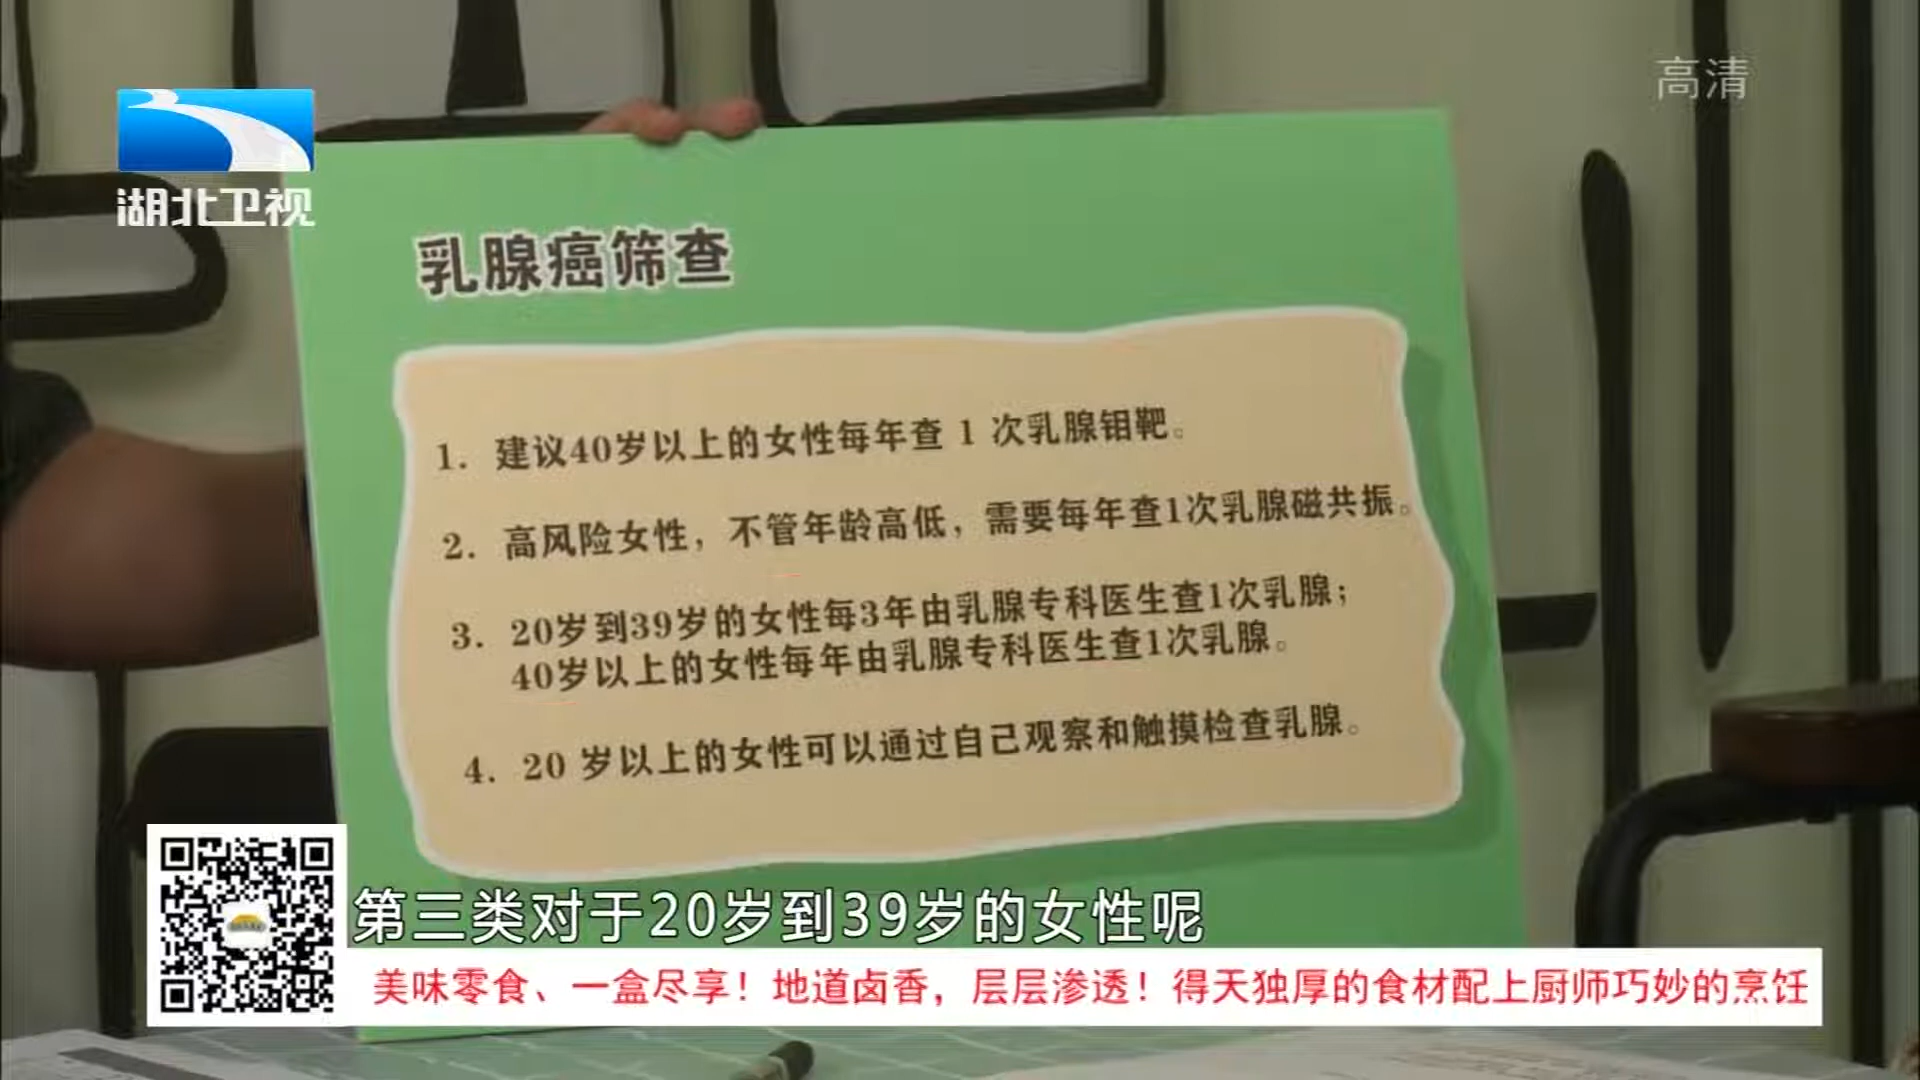 高清
湖北卫视
乳腺癌筛查
1. 建议40岁以上的女性每年查 1 次乳腺钼靶。
2. 高风险女性，不管年龄高低，需要每年查1次乳腺磁共振。
3. 20岁到39岁的女性每3年由乳腺专科医生查1次乳腺；
40岁以上的女性每年由乳腺专科医生查1次乳腺。
4. 20 岁以上的女性可以通过自己观察和触摸检查乳腺。
第三类对于20岁到39岁的女性呢
美味零食、一盒尽享！地道卤香，层层渗透！得天独厚的食材配上厨师巧妙的烹饪